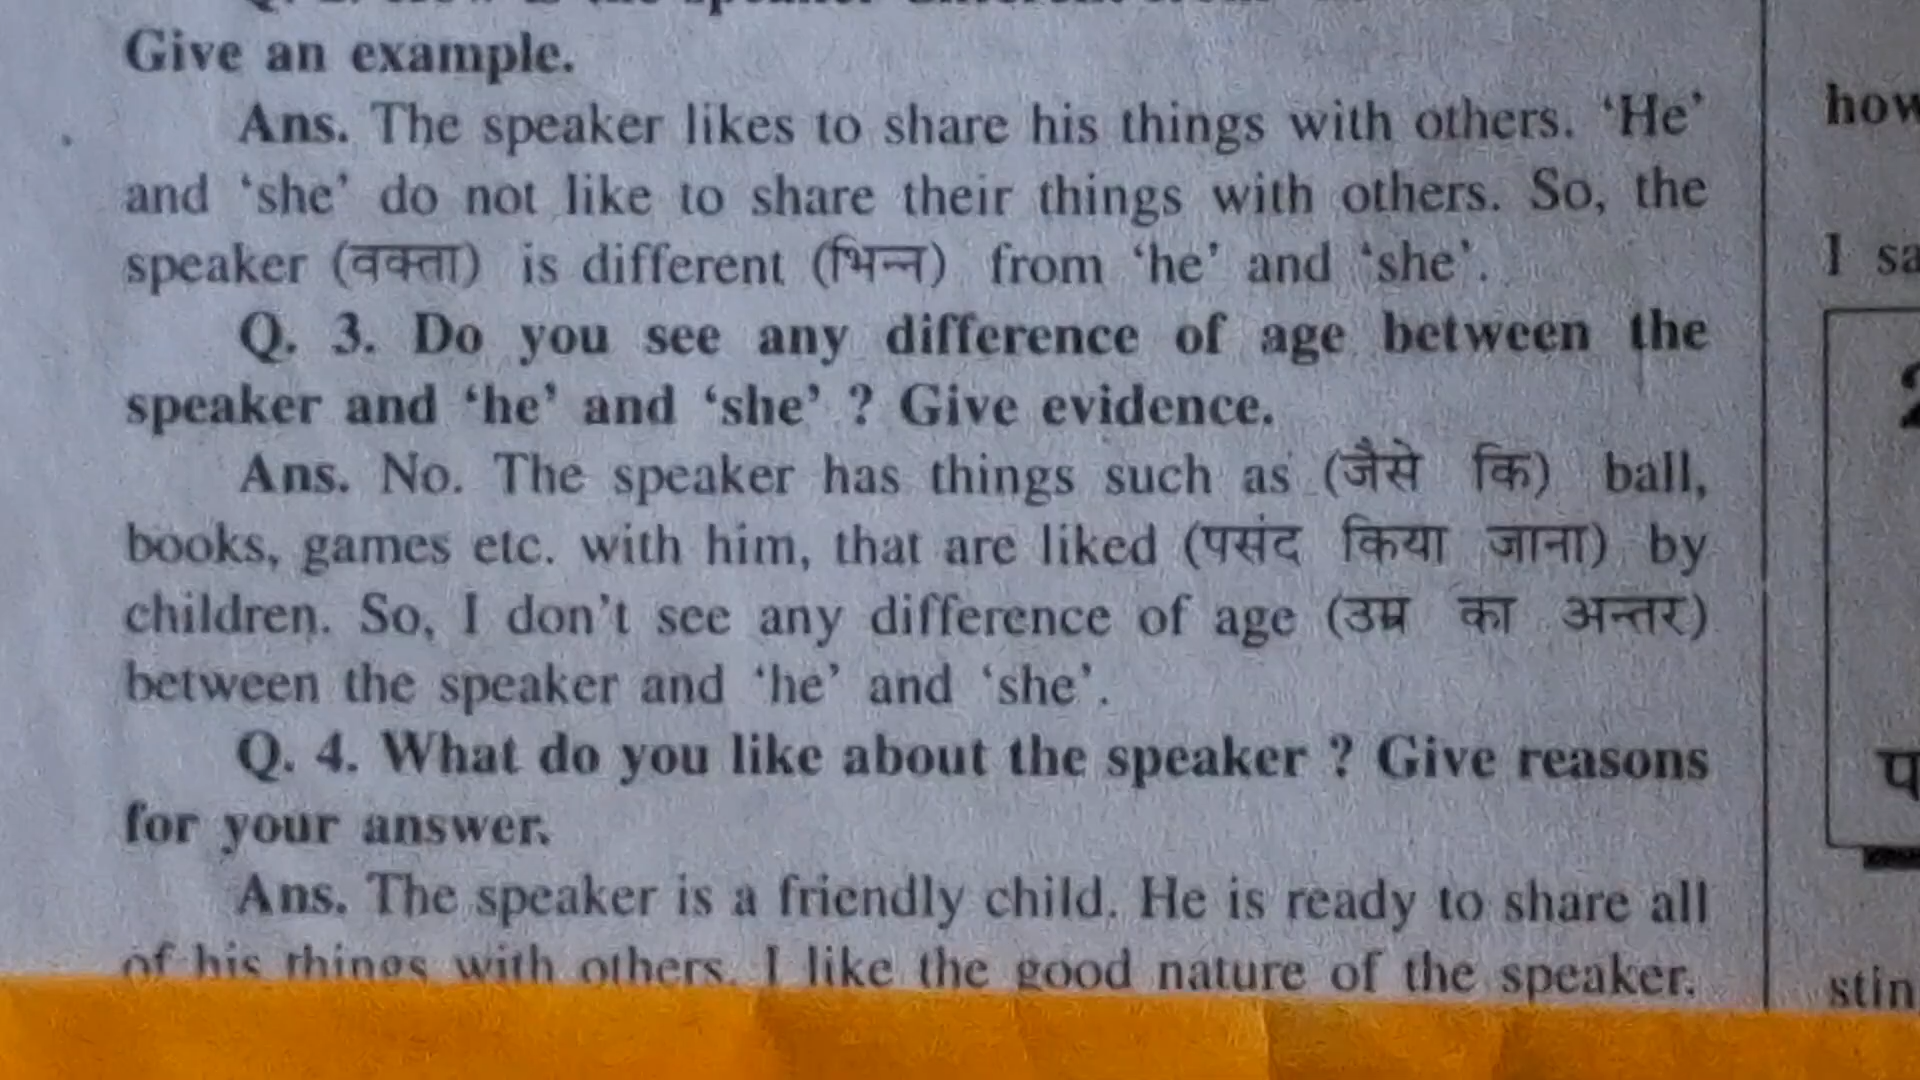 Give an example.
Ans. The speaker likes to share his things with others. ‘He’
and ‘she’ do not like to share their things with others. So, the
speaker (वक्ता) is different (भिन्न) from ‘he’ and ‘she’.
Q. 3. Do you see any difference of age between the
speaker and ‘he’ and ‘she’ ? Give evidence.
Ans. No. The speaker has things such as (जैसे कि) ball,
books, games etc. with him, that are liked (पसंद किया जाना) by
children. So, I don’t see any difference of age (उम्र का अन्तर)
between the speaker and ‘he’ and ‘she’.
Q. 4. What do you like about the speaker ? Give reasons
for your answer.
Ans. The speaker is a friendly child. He is ready to share all
of his things with others. I like the good nature of the speaker.
how
I